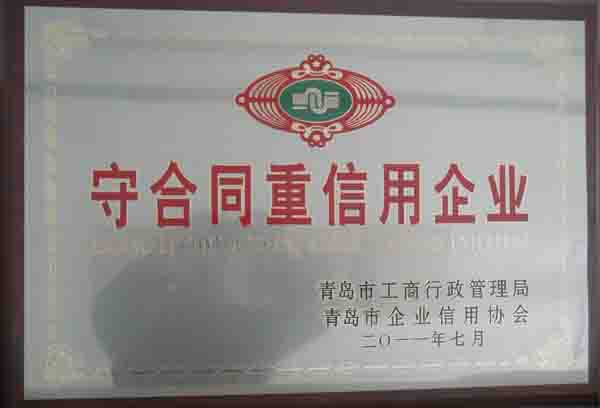 守合同重信用企业
青岛市工商行政管理局
青岛市企业信用协会
二〇一一年七月